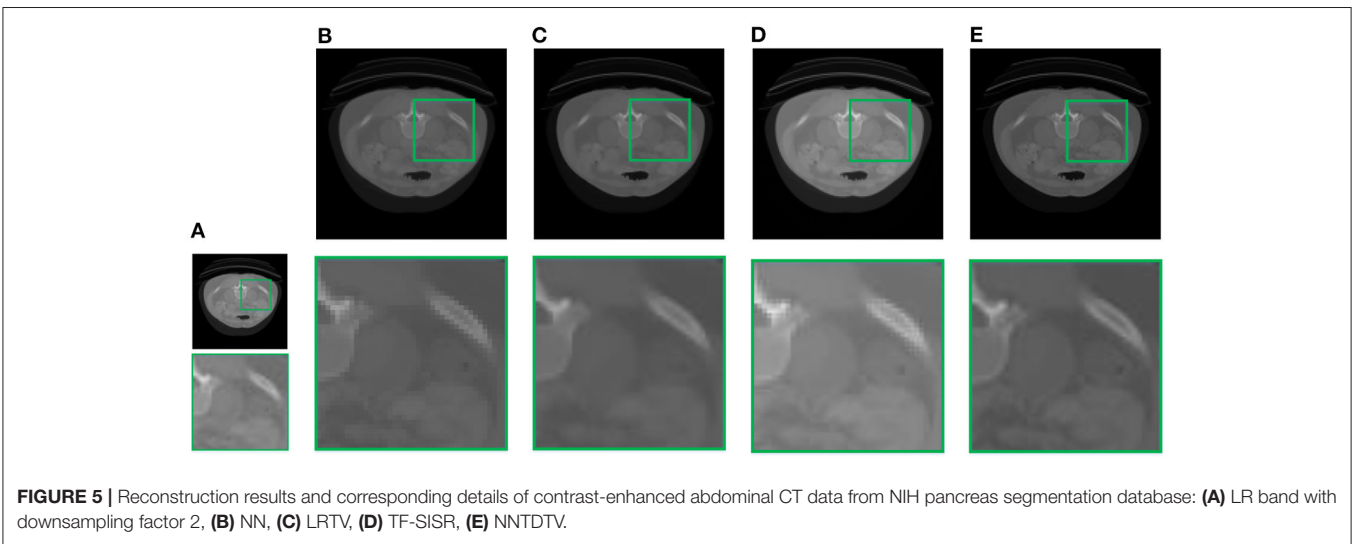 B C D E
A
FIGURE 5 | Reconstruction results and corresponding details of contrast-enhanced abdominal CT data from NIH pancreas segmentation database: (A) LR band with
downsampling factor 2, (B) NN, (C) LRTV, (D) TF-SISR, (E) NNTDTV.